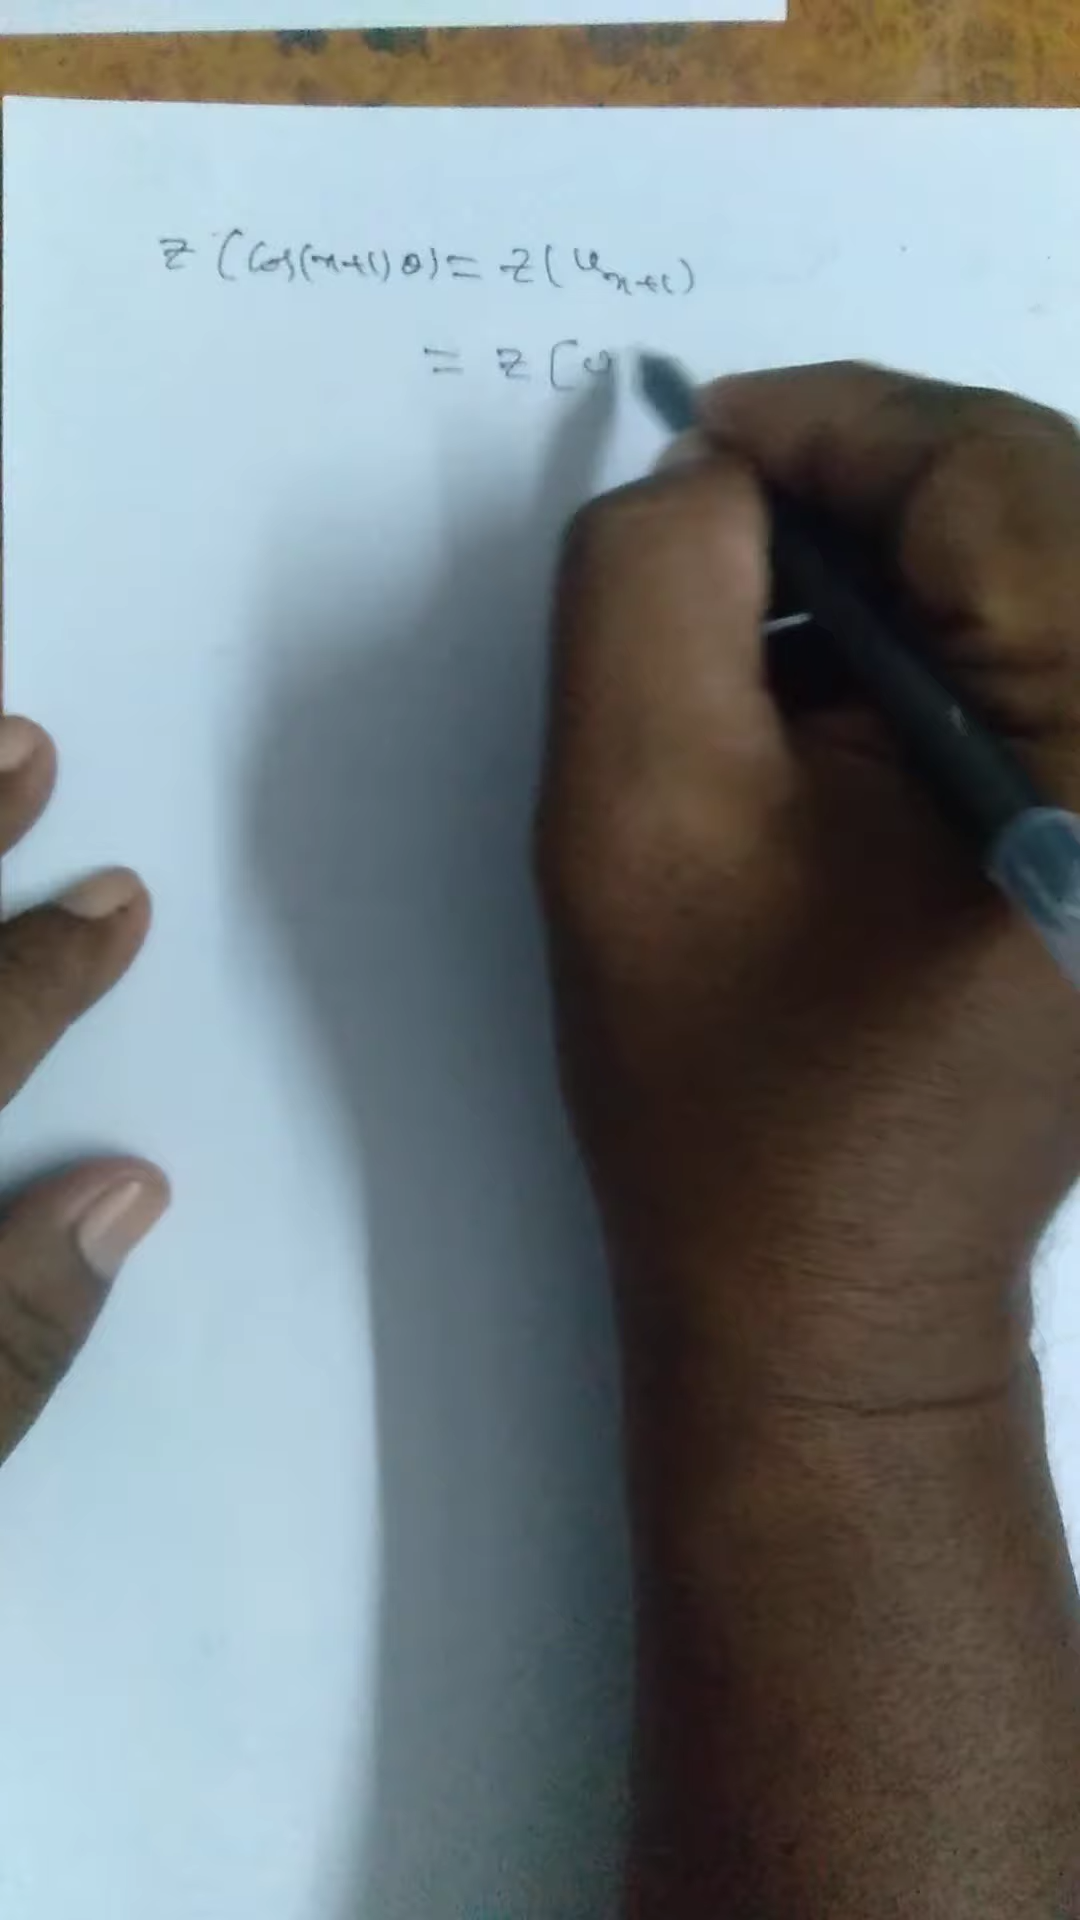 z (cos(n+1)θ) = z(u_{n+1})
= z [u